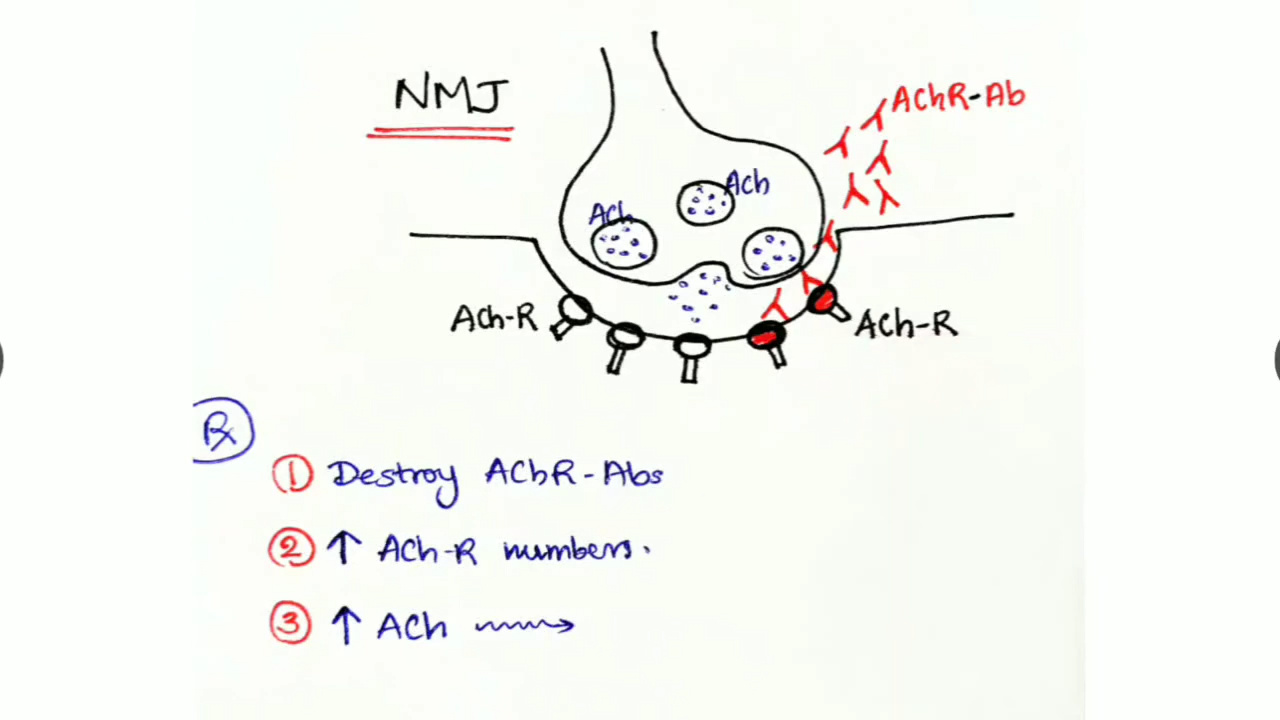 NMJ
AChR-Ab
Ach
Ach
Ach-R
Ach-R
Rx
① Destroy AChR-Abs
② ↑ ACh-R numbers.
③ ↑ ACh